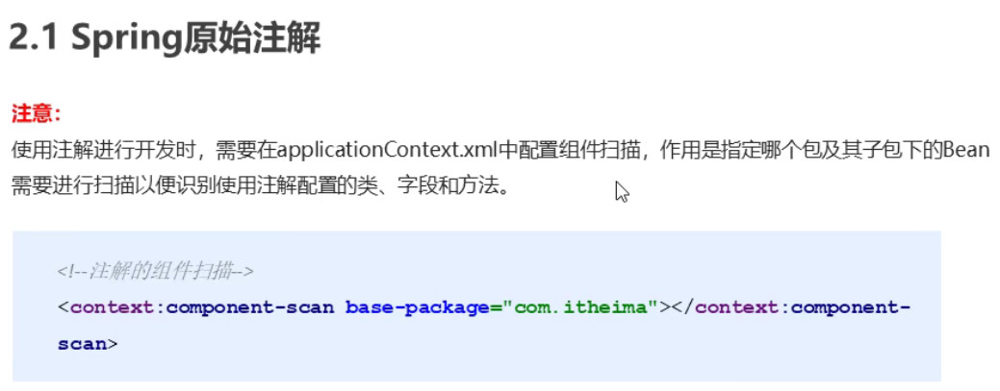 2.1 Spring原始注解
注意：
使用注解进行开发时，需要在applicationContext.xml中配置组件扫描，作用是指定哪个包及其子包下的Bean
需要进行扫描以便识别使用注解配置的类、字段和方法。
<!--注解的组件扫描-->
<context:component-scan base-package="com.itheima"></context:component-
scan>